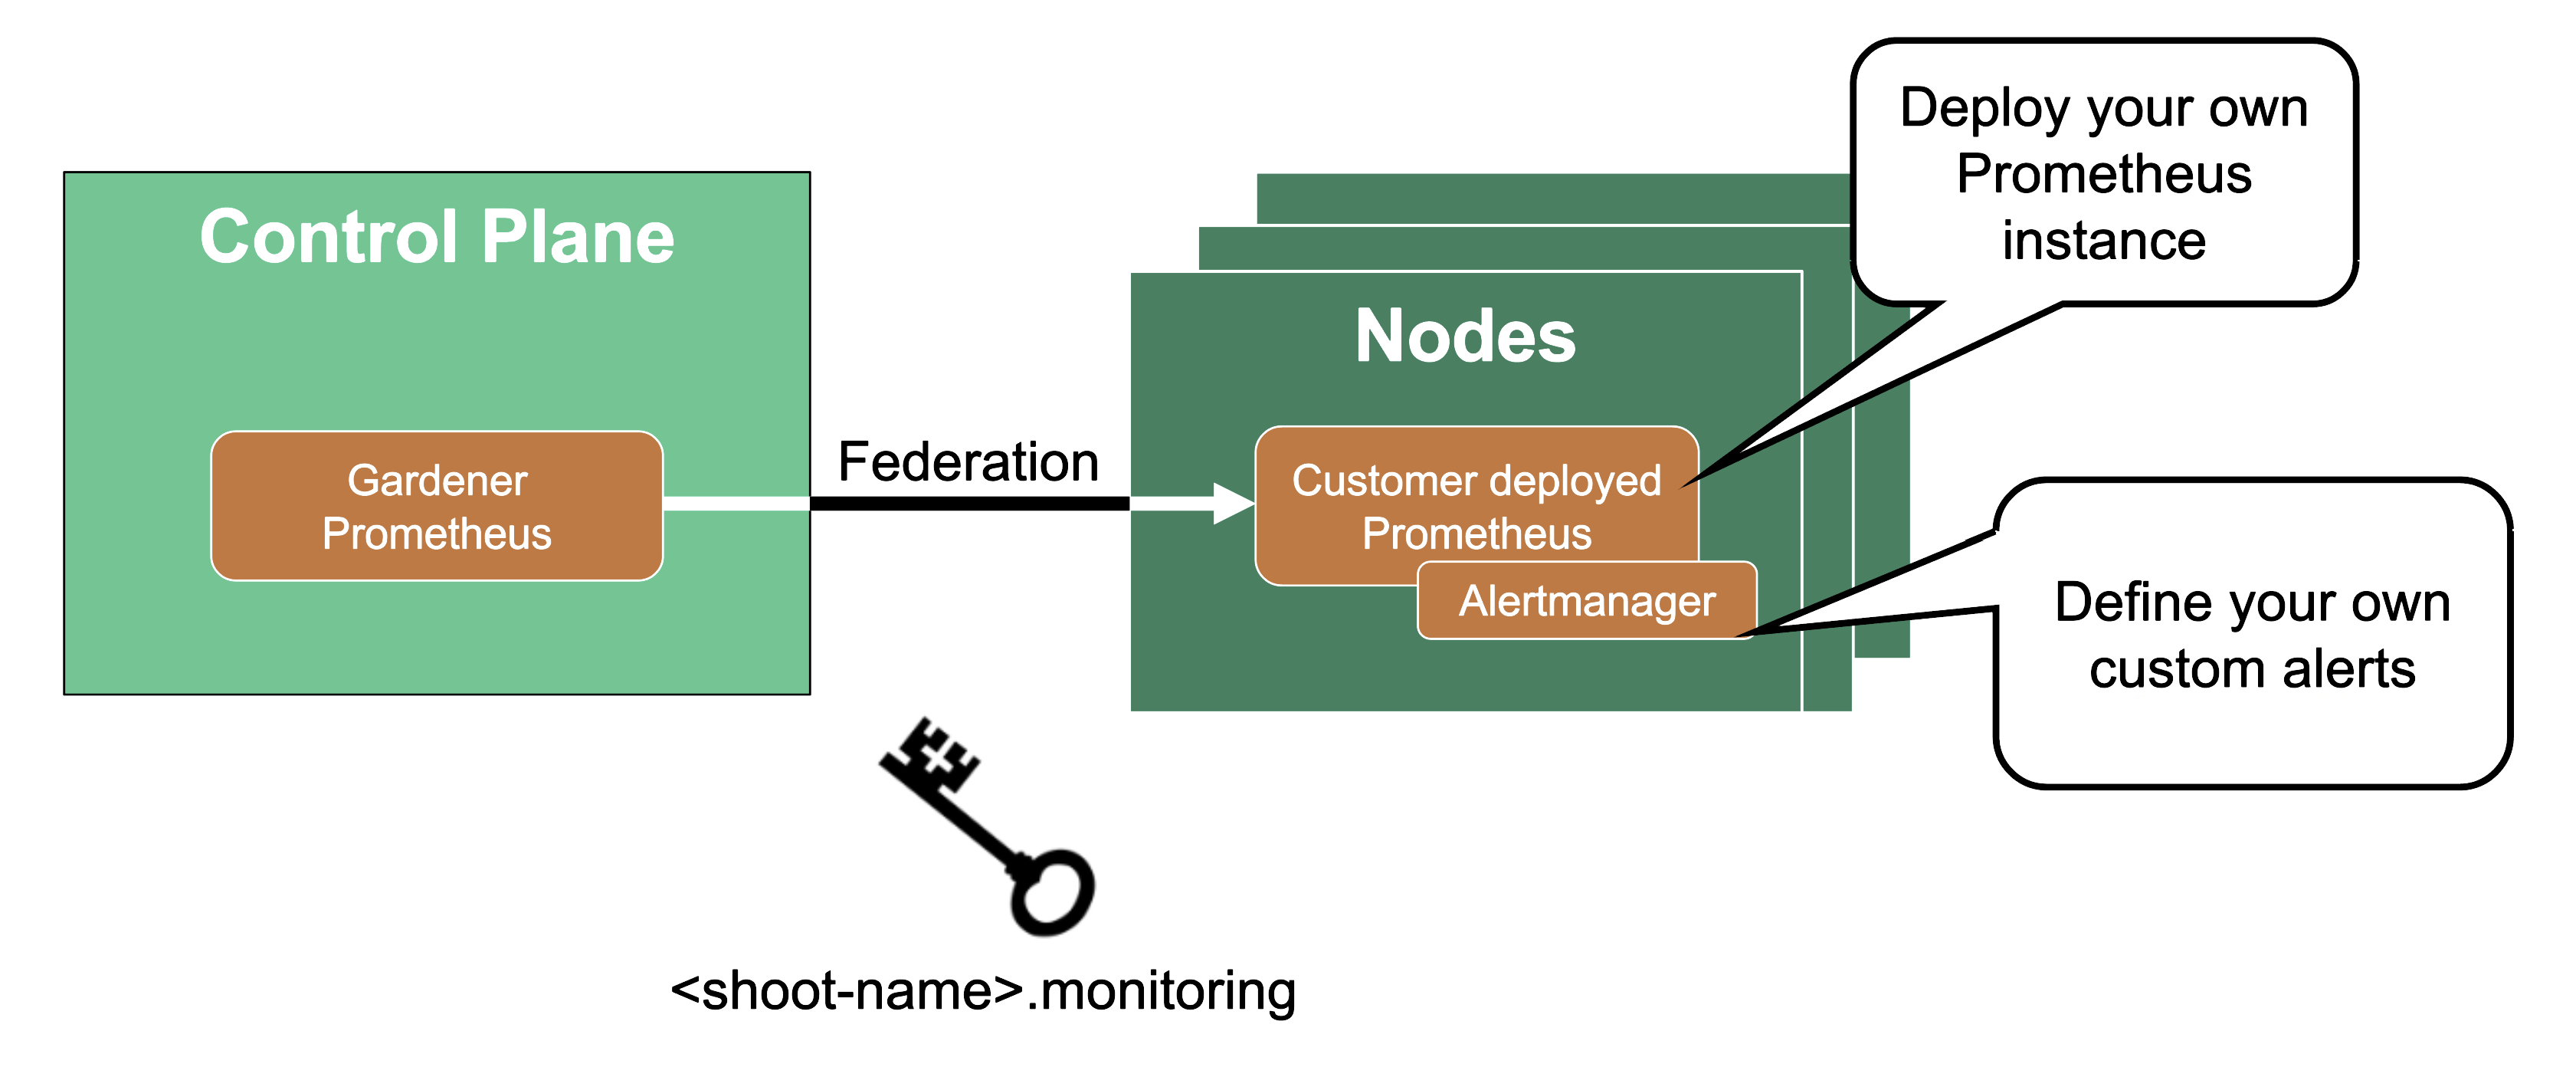 Control Plane
Gardener
Prometheus
Federation
Nodes
Customer deployed
Prometheus
Alertmanager
Deploy your own
Prometheus
instance
Define your own
custom alerts
<shoot-name>.monitoring